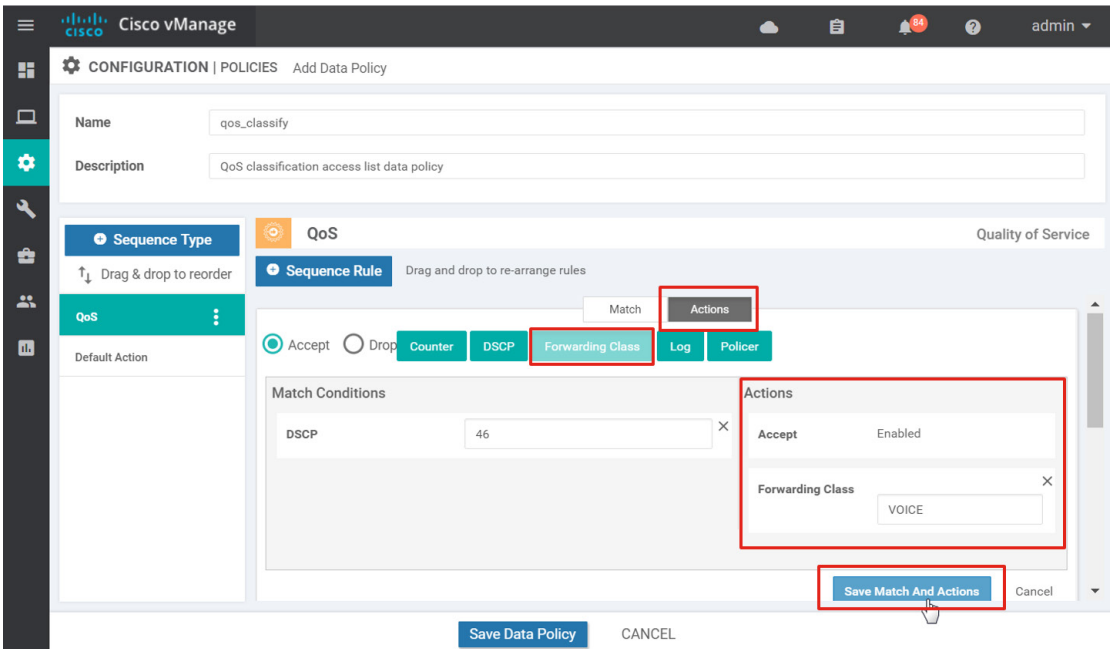 cisco Cisco vManage 84 admin
CONFIGURATION | POLICIES Add Data Policy
Name qos_classify
Description QoS classification access list data policy
Sequence Type QoS Quality of Service
Drag & drop to reorder Sequence Rule Drag and drop to re-arrange rules
QoS Match Actions
Default Action Accept Drop Counter DSCP Forwarding Class Log Policer
Match Conditions Actions
DSCP 46 Accept Enabled
Forwarding Class VOICE
Save Match And Actions Cancel
Save Data Policy CANCEL